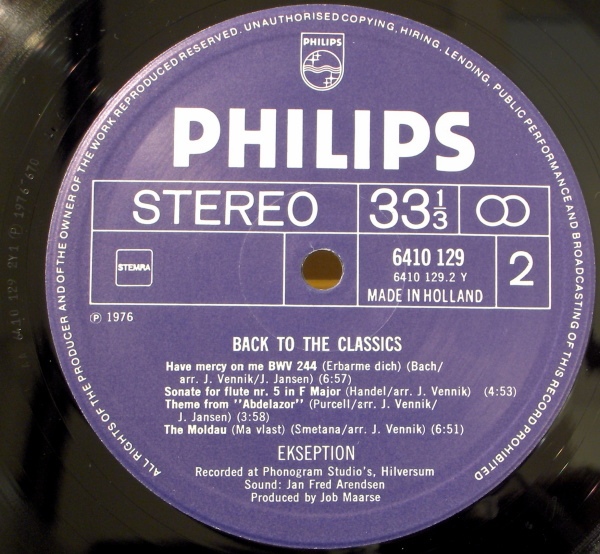 ALL RIGHTS OF THE PRODUCER AND OF THE OWNER OF THE WORK REPRODUCED RESERVED. UNAUTHORISED COPYING, HIRING, LENDING, PUBLIC PERFORMANCE AND BROADCASTING OF THIS RECORD PROHIBITED
PHILIPS
PHILIPS
STEREO 33 1/3
STEMRA
6410 129
6410 129.2 Y
MADE IN HOLLAND
2
Ⓟ 1976
BACK TO THE CLASSICS
Have mercy on me BWV 244 (Erbarme dich) (Bach/
arr. J. Vennik/J. Jansen) (6:57)
Sonate for flute nr. 5 in F Major (Handel/arr. J. Vennik) (4:53)
Theme from "Abdelazor" (Purcell/arr. J. Vennik/
J. Jansen) (3:58)
The Moldau (Ma vlast) (Smetana/arr. J. Vennik) (6:51)
EKSEPTION
Recorded at Phonogram Studio's, Hilversum
Sound: Jan Fred Arendsen
Produced by Job Maarse